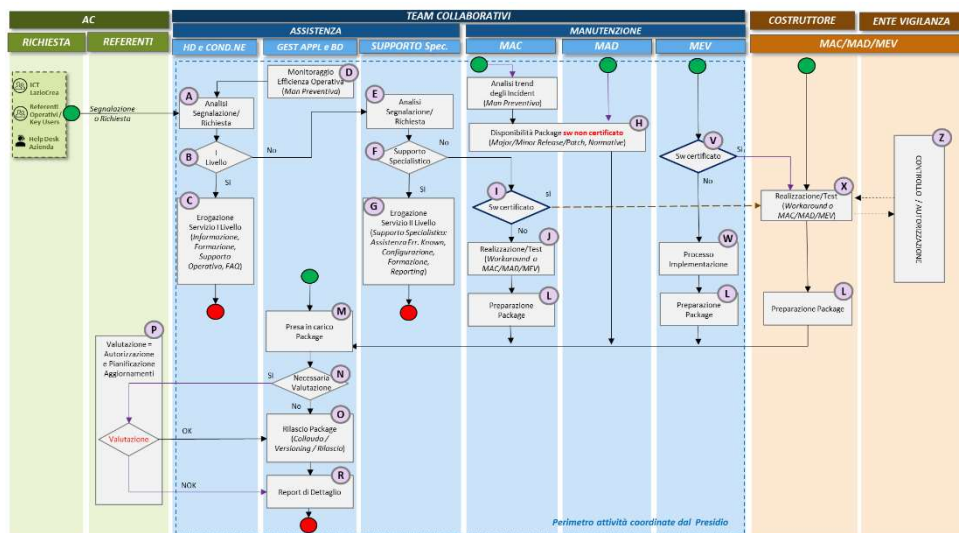 AC
TEAM COLLABORATIVI
COSTRUTTORE
ENTE VIGILANZA
ASSISTENZA
MANUTENZIONE
RICHIESTA
REFERENTI
HD e COND.NE
GEST APPL e BD
SUPPORTO Spec.
MAC
MAD
MEV
MAC/MAD/MEV
ICT
LazioCrea
Referenti
Operativi/
Key Users
Help Desk
Azienda
Segnalazione
o Richiesta
A
Analisi
Segnalazione/
Richiesta
B
I
Livello
No
Si
C
Erogazione
Servizio I Livello
(Informazione,
Formazione,
Supporto
Operativo, FAQ)
D
Monitoraggio
Efficienza Operativa
(Man Preventiva)
E
Analisi
Segnalazione/
Richiesta
F
Supporto
Specialistico
No
Si
G
Erogazione
Servizio II Livello
(Supporto Specialistico:
Assistenza Err. Known,
Configurazione,
Formazione,
Reporting)
Analisi trend
degli Incident
(Man Preventiva)
H
Disponibilità Package sw non certificato
(Major/Minor Release/Patch, Normative)
I
Sw certificato
sì
No
J
Realizzazione/Test
(Workaround o
MAC/MAD/MEV)
L
Preparazione
Package
V
Sw certificato
Si
No
W
Processo
Implementazione
L
Preparazione
Package
X
Realizzazione/Test
(Workaround o
MAC/MAD/MEV)
L
Preparazione Package
Z
CONTROLLO /
AUTORIZZAZIONE
M
Presa in carico
Package
N
Necessaria
Valutazione
Si
No
O
Rilascio Package
(Collauda /
Versioning / Rilascio)
R
Report di Dettaglio
P
Valutazione =
Autorizzazione
e Pianificazione
Aggiornamenti
Valutazione
OK
NOK
Perimetro attività coordinate dal Presidio